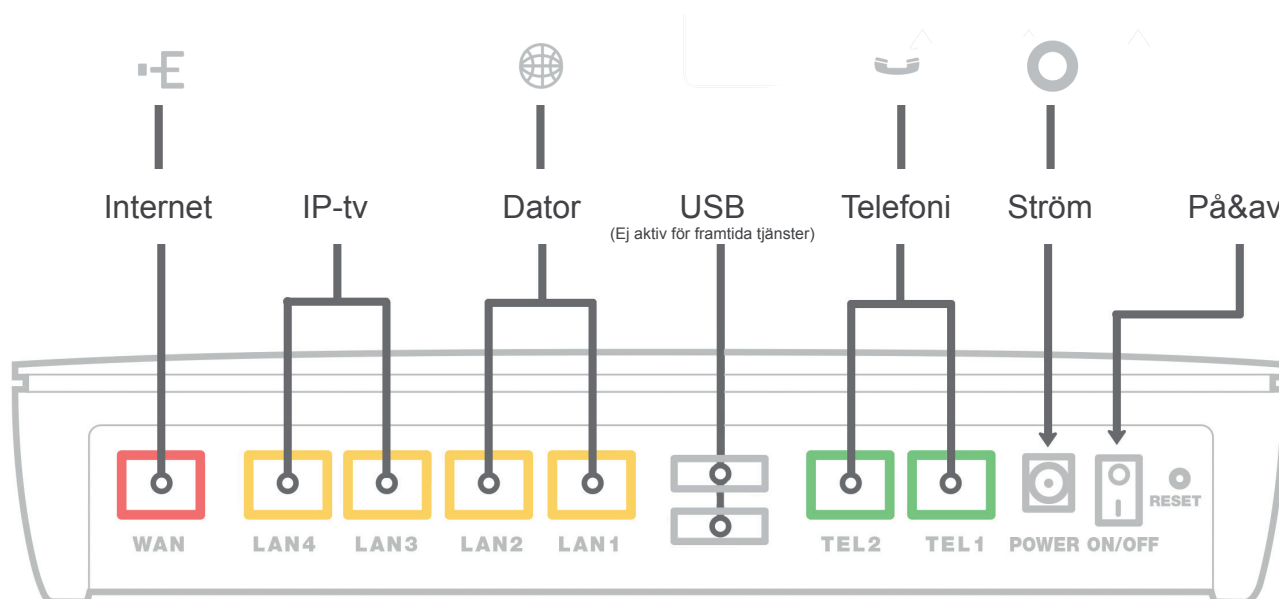 Internet
IP-tv
Dator
USB
(Ej aktiv för framtida tjänster)
Telefoni
Ström
På&av
WAN
LAN4
LAN3
LAN2
LAN1
TEL2
TEL1
POWER
ON/OFF
RESET